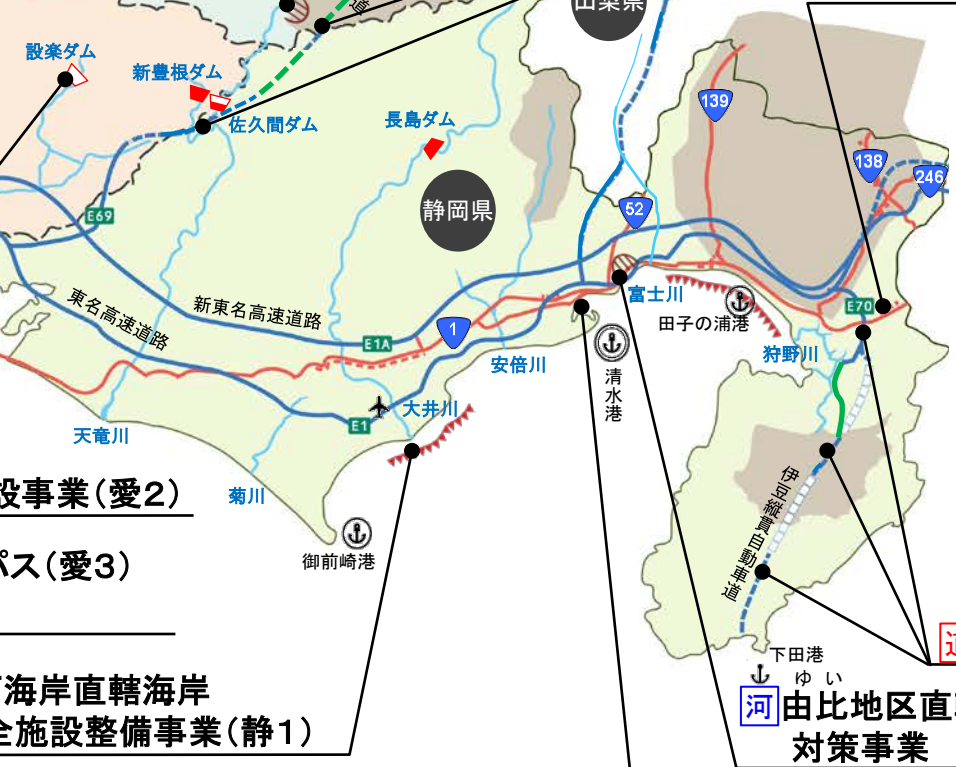 山梨県
道
設楽ダム
新豊根ダム
佐久間ダム
長島ダム
静岡県
139
138
246
52
E69
新東名高速道路
東名高速道路
E1A
1
E70
富士川
田子の浦港
狩野川
安倍川
清水港
大井川
E1
天竜川
菊川
御前崎港
伊豆縦貫自動車道
下田港
設事業(愛2)
パス(愛3)
海岸直轄海岸
全施設整備事業(静1)
ゆい
河 由比地区直
対策事業